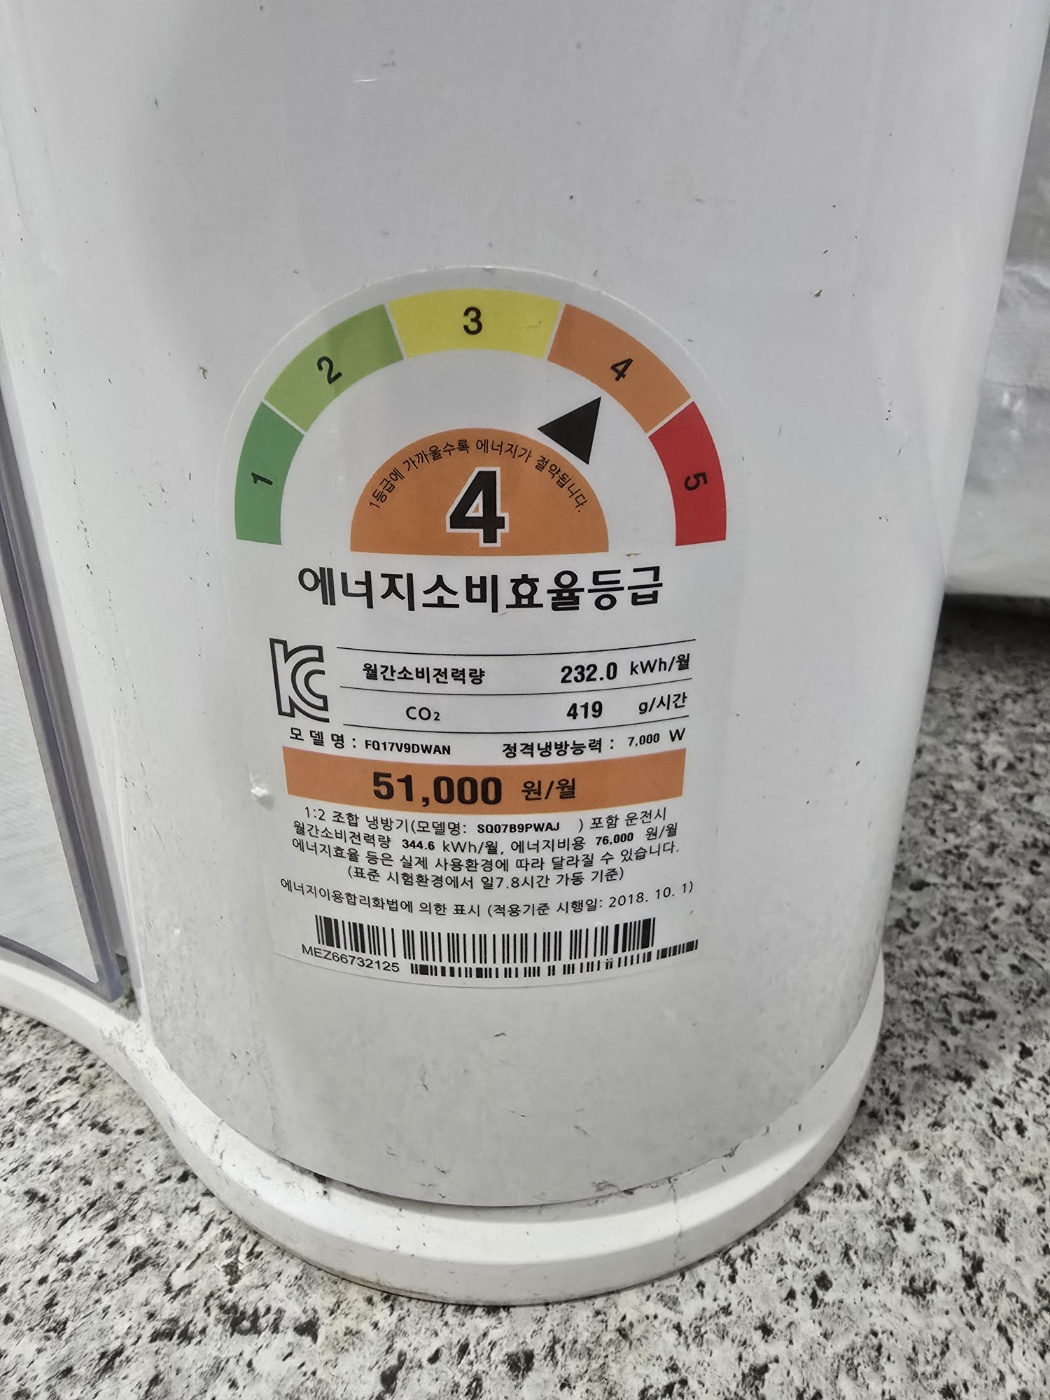 1
2
3
4
5
1등급에 가까울수록 에너지가 절약됩니다.
4
에너지소비효율등급
월간소비전력량 232.0 kWh/월
CO₂ 419 g/시간
모델명 : FQ17V9DWAN 정격냉방능력 : 7,000 W
51,000 원/월
1:2 조합 냉방기(모델명: SQ07B9PWAJ ) 포함 운전시
월간소비전력량 344.6 kWh/월, 에너지비용 76,000 원/월
에너지효율 등은 실제 사용환경에 따라 달라질 수 있습니다.
(표준 시험환경에서 일7.8시간 가동 기준)
에너지이용합리화법에 의한 표시 (적용기준 시행일: 2018. 10. 1)
MEZ66732125